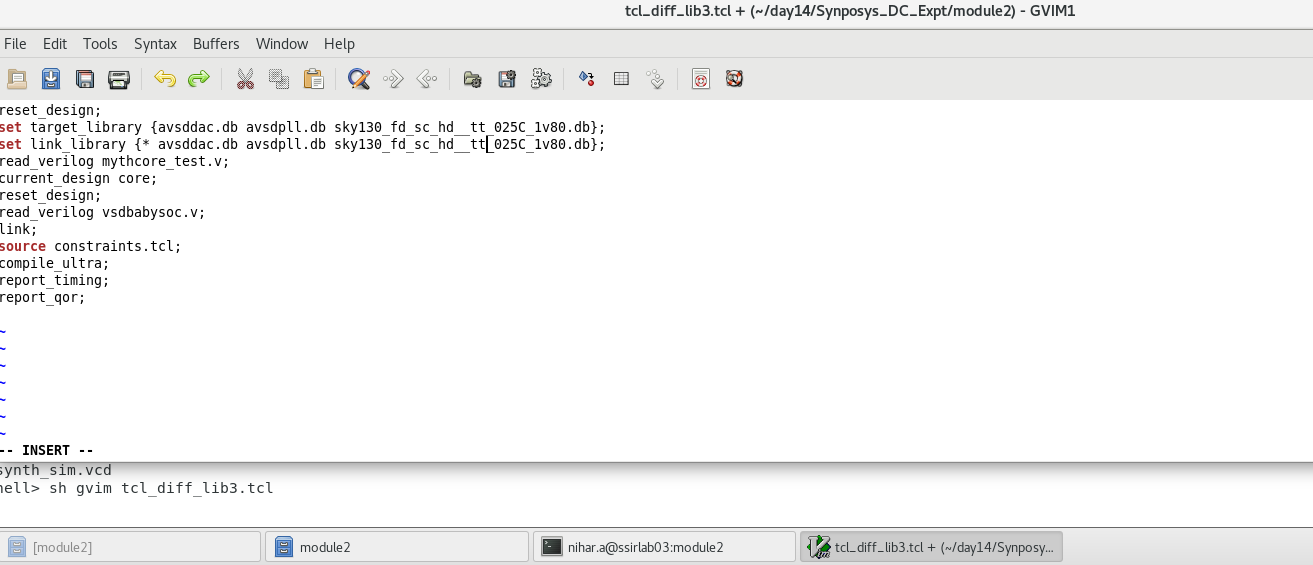 tcl_diff_lib3.tcl + (~/day14/Synposys_DC_Expt/module2) - GVIM1
File Edit Tools Syntax Buffers Window Help
reset_design;
set target_library {avsddac.db avsdpll.db sky130_fd_sc_hd__tt_025C_1v80.db};
set link_library {* avsddac.db avsdpll.db sky130_fd_sc_hd__tt_025C_1v80.db};
read_verilog mythcore_test.v;
current_design core;
reset_design;
read_verilog vsdbabysoc.v;
link;
source constraints.tcl;
compile_ultra;
report_timing;
report_qor;
~
~
~
~
~
~
~
-- INSERT --
synth_sim.vcd
hell> sh gvim tcl_diff_lib3.tcl
[module2] module2 nihar.a@ssirlab03:module2 tcl_diff_lib3.tcl + (~/day14/Synposy...